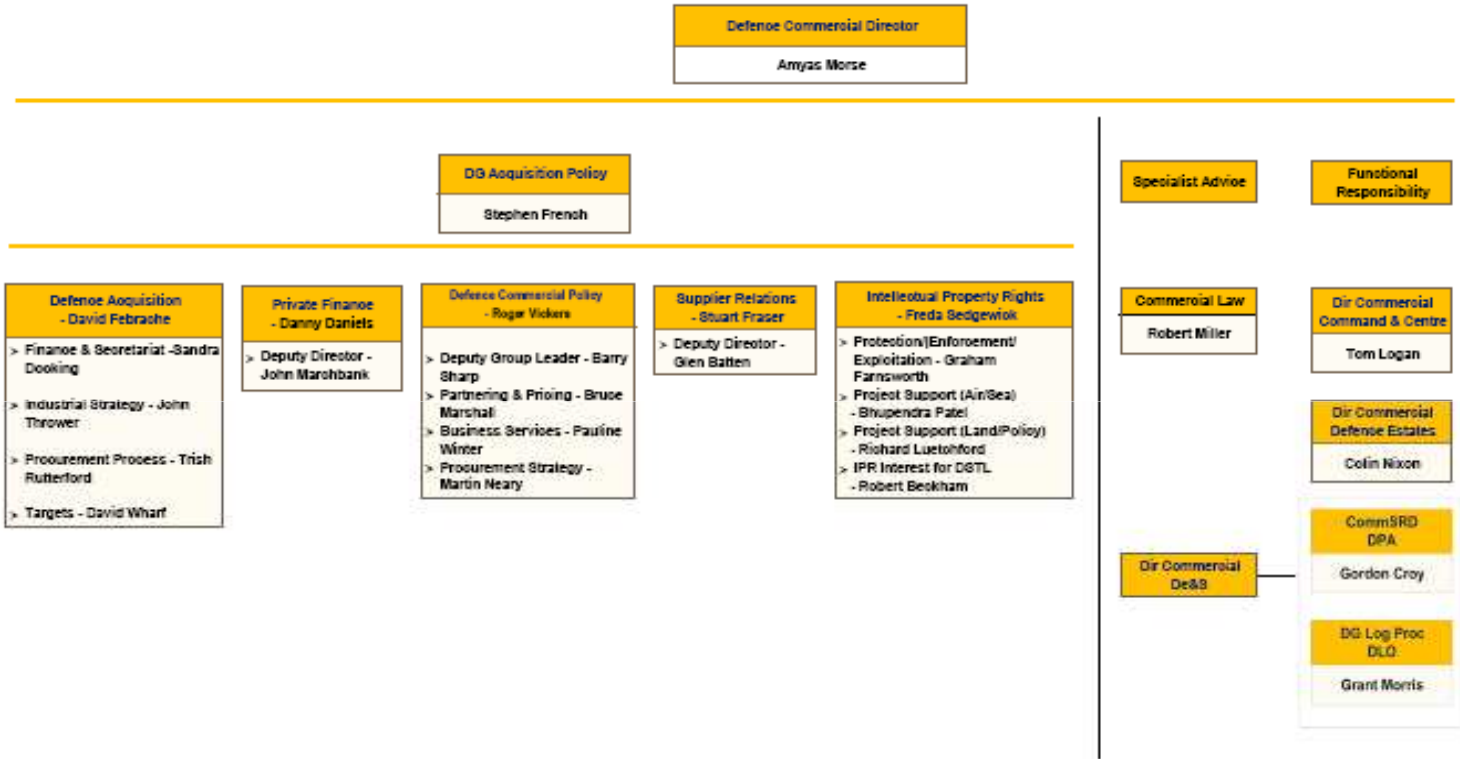 Defence Commercial Director
Amyas Morse
DG Acquisition Policy
Stephen French
Specialist Advice
Functional
Responsibility
Defence Acquisition
- David Febrache
> Finance & Secretariat -Sandra
Dooking
> Industrial Strategy - John
Thrower
> Procurement Process - Trish
Rutterford
> Targets - David Wharf
Private Finance
- Danny Daniels
> Deputy Director -
John Marchbank
Defence Commercial Policy
- Roger Vickers
> Deputy Group Leader - Barry
Sharp
> Partnering & Pricing - Bruce
Marshall
> Business Services - Pauline
Winter
> Procurement Strategy -
Martin Neary
Supplier Relations
- Stuart Fraser
> Deputy Director -
Glen Batten
Intellectual Property Rights
- Freda Sedgewick
> Protection/(Enforcement/
Exploitation - Graham
Farnsworth
> Project Support (Air/Sea)
- Bhupendra Patel
> Project Support (Land/Policy)
- Richard Luetchford
> IPR Interest for DSTL
- Robert Beckham
Commercial Law
Robert Miller
Dir Commercial
Command & Centre
Tom Logan
Dir Commercial
Defence Estates
Colin Nixon
Dir Commercial
De&S
CommSRD
DPA
Gordon Croy
DG Log Proc
DLO
Grant Morris